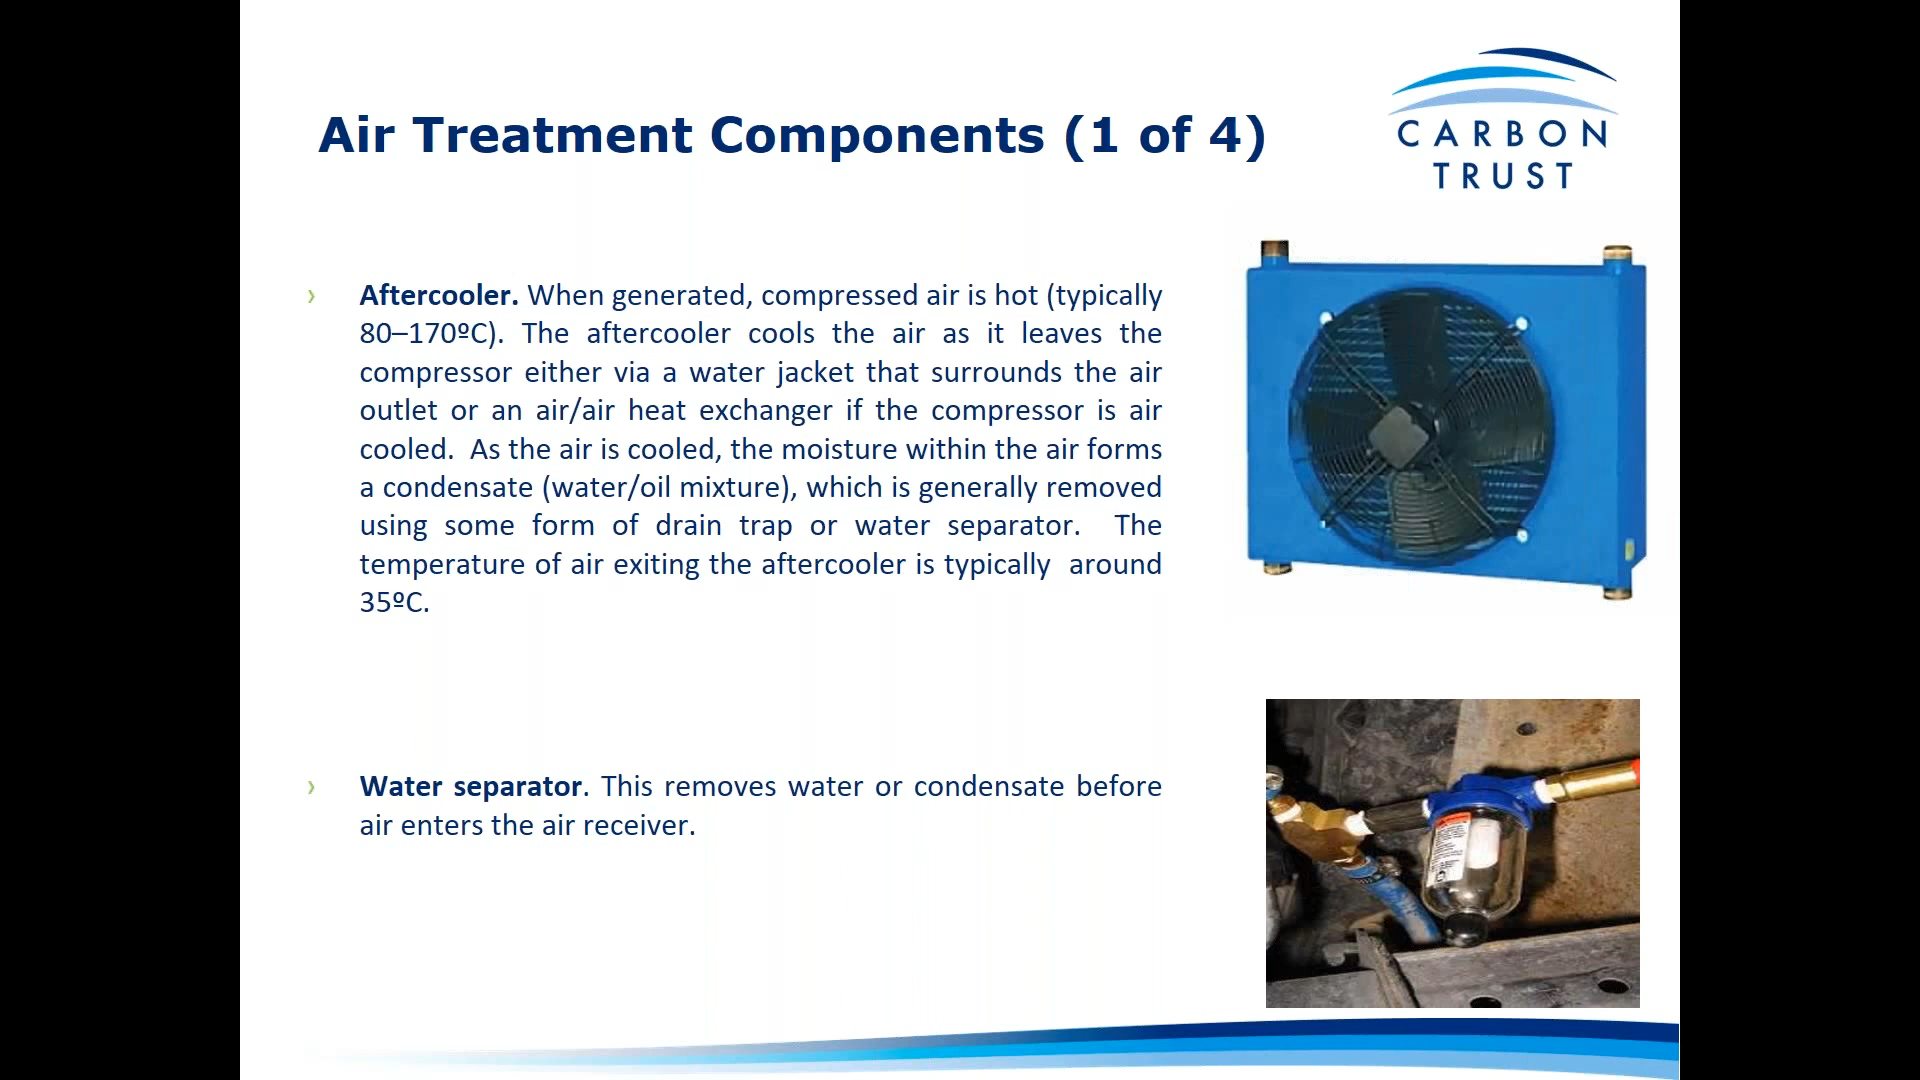 Air Treatment Components (1 of 4)
CARBON
TRUST
› Aftercooler. When generated, compressed air is hot (typically
80–170ºC). The aftercooler cools the air as it leaves the
compressor either via a water jacket that surrounds the air
outlet or an air/air heat exchanger if the compressor is air
cooled.  As the air is cooled, the moisture within the air forms
a condensate (water/oil mixture), which is generally removed
using some form of drain trap or water separator.  The
temperature of air exiting the aftercooler is typically  around
35ºC.
› Water separator. This removes water or condensate before
air enters the air receiver.